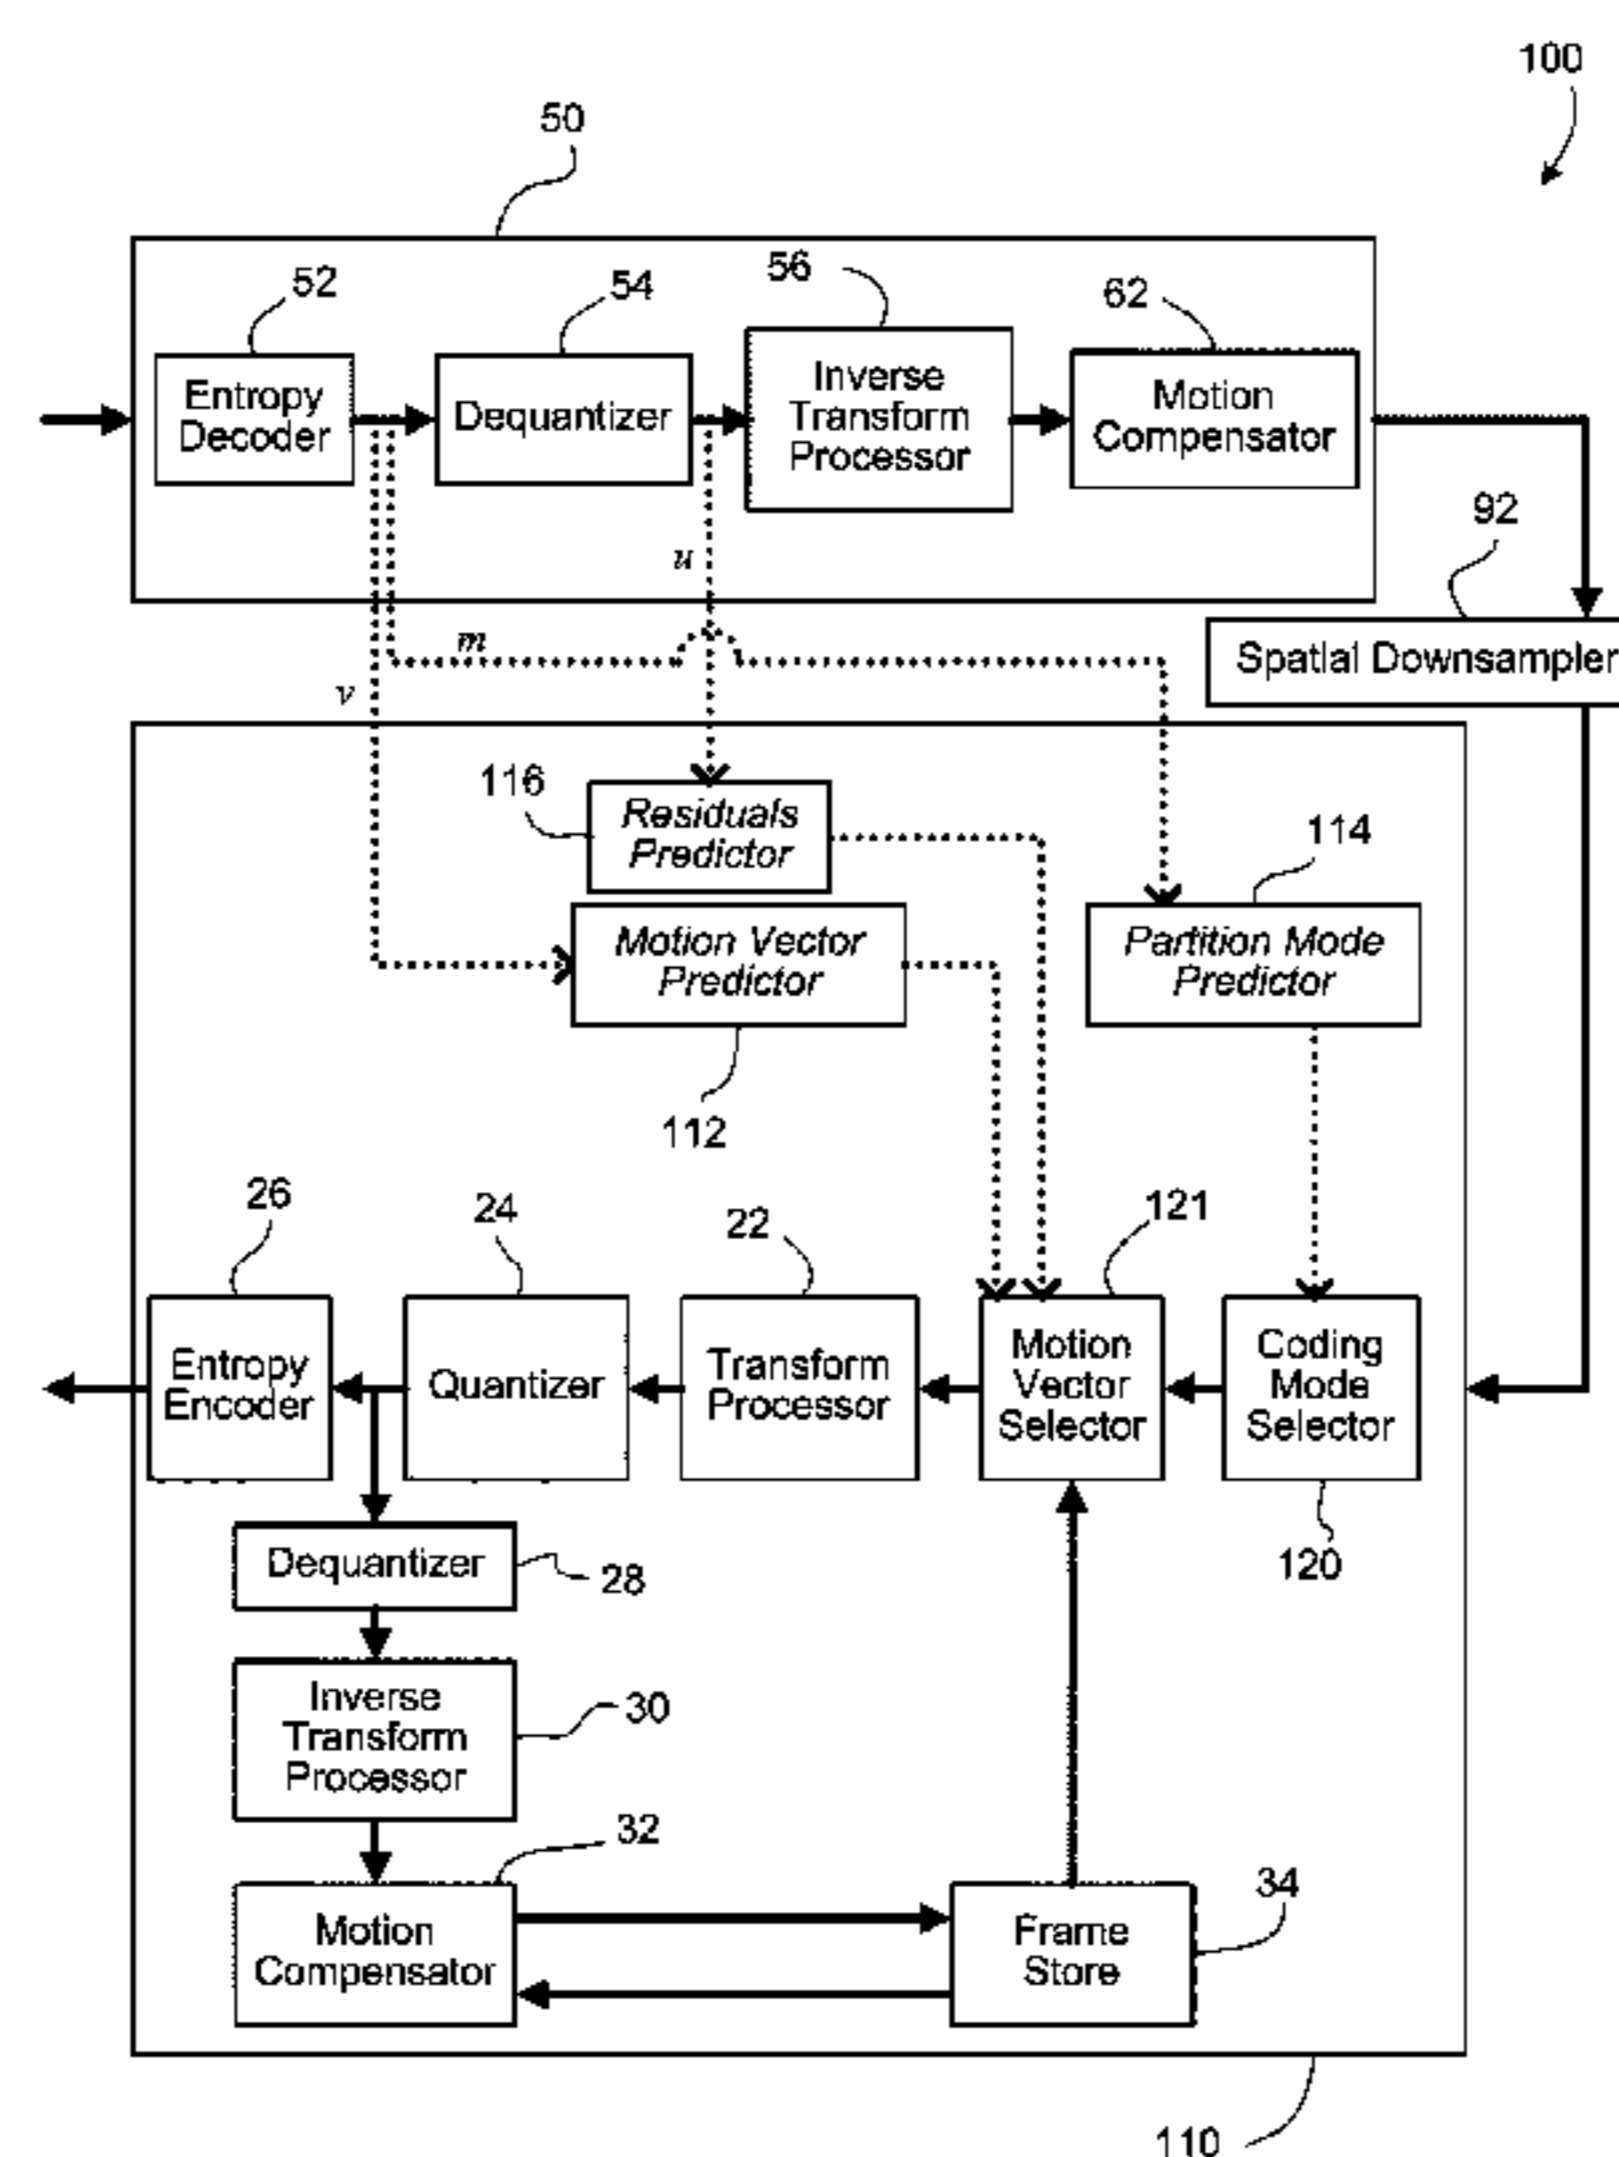 100
50
52
54
56
62
Entropy
Decoder
Dequantizer
Inverse
Transform
Processor
Motion
Compensator
92
u
m
v
Spatial Downsampler
116
Residuals
Predictor
114
Motion Vector
Predictor
Partition Mode
Predictor
112
26
24
22
121
Entropy
Encoder
Quantizer
Transform
Processor
Motion
Vector
Selector
Coding
Mode
Selector
120
Dequantizer
28
Inverse
Transform
Processor
30
32
Motion
Compensator
Frame
Store
34
110